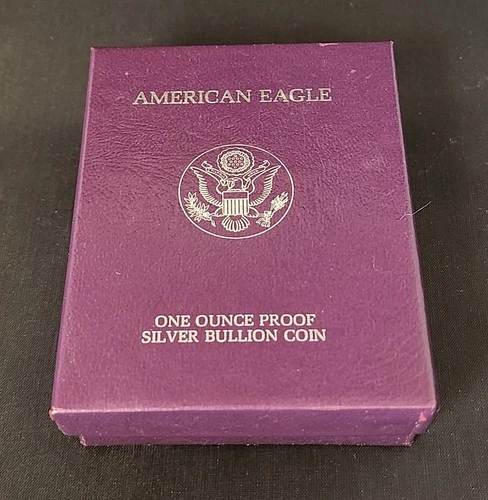 AMERICAN EAGLE
ONE OUNCE PROOF
SILVER BULLION COIN